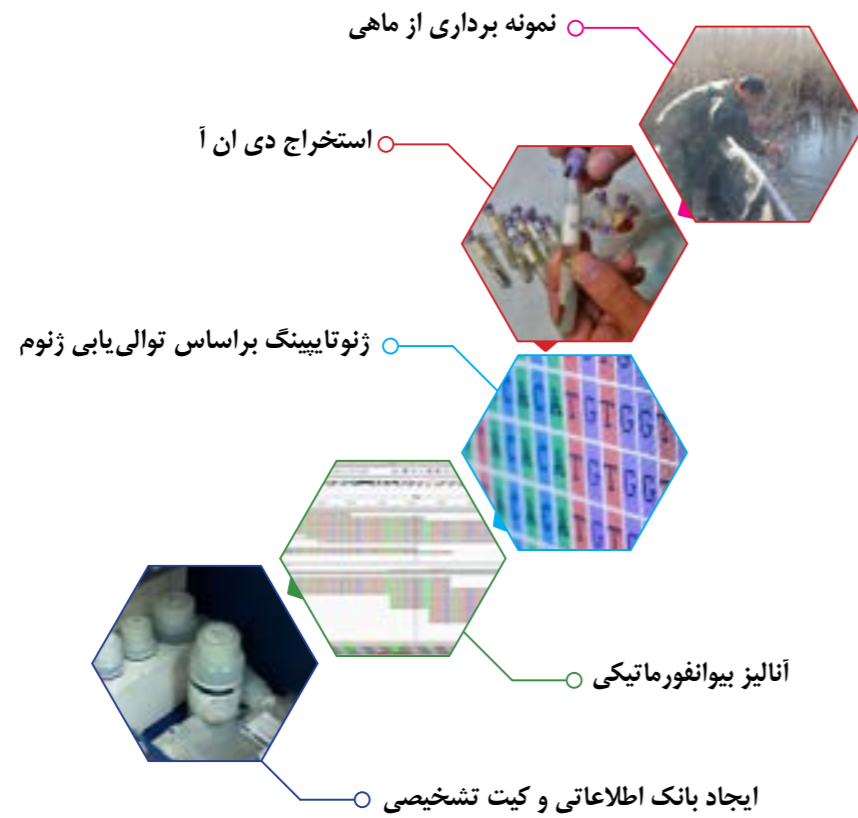 نمونه برداری از ماهی
استخراج دی ان آ
ژنوتایپینگ براساس توالی‌یابی ژنوم
آنالیز بیوانفورماتیکی
ایجاد بانک اطلاعاتی و کیت تشخیصی